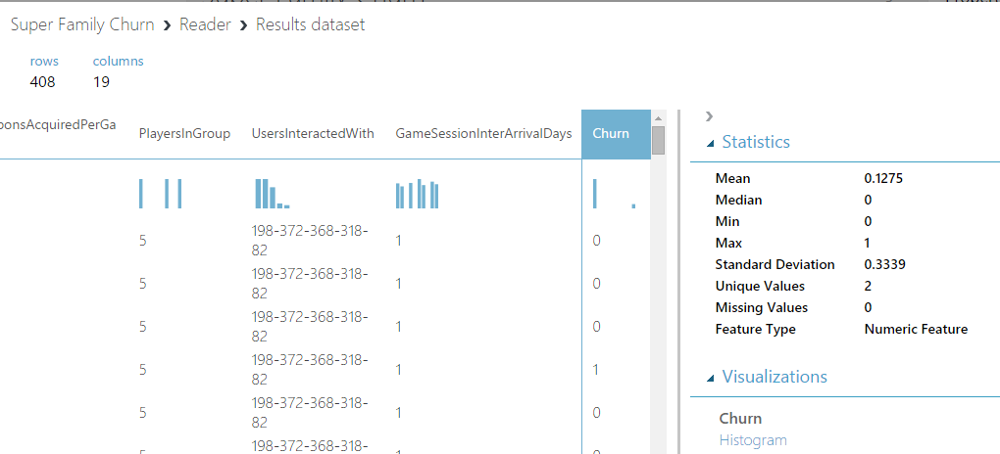 Super Family Churn > Reader > Results dataset
rows columns
408 19
ponsAcquiredPerGa PlayersInGroup UsersInteractedWith GameSessionInterArrivalDays Churn
5 198-372-368-318- 1 0
82
5 198-372-368-318- 1 0
82
5 198-372-368-318- 1 0
82
5 198-372-368-318- 1 1
82
5 198-372-368-318- 1 0
82
198-372-368-318-
Statistics
Mean 0.1275
Median 0
Min 0
Max 1
Standard Deviation 0.3339
Unique Values 2
Missing Values 0
Feature Type Numeric Feature
Visualizations
Churn
Histogram